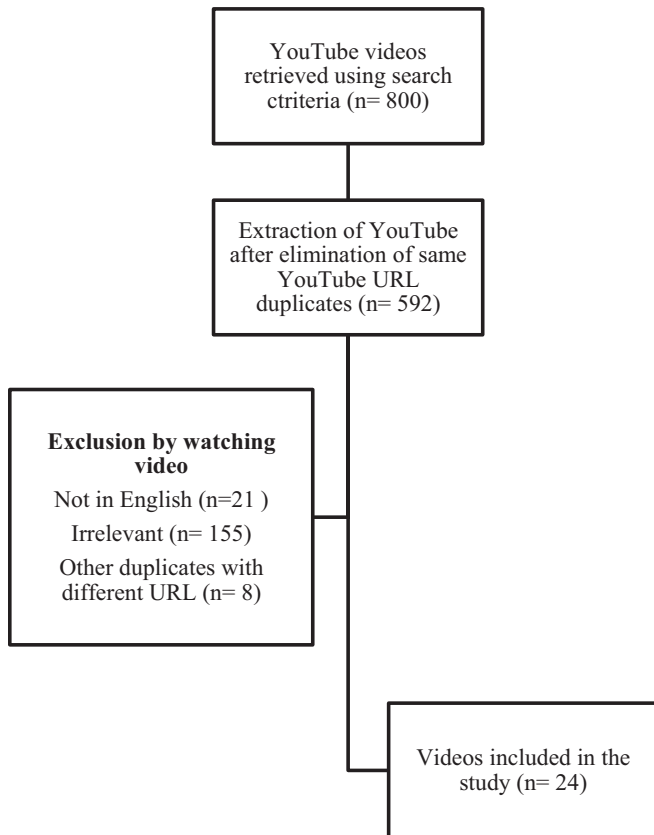 YouTube videos
retrieved using search
ctriteria (n= 800)
Extraction of YouTube
after elimination of same
YouTube URL
duplicates (n= 592)
Exclusion by watching
video
Not in English (n=21 )
Irrelevant (n= 155)
Other duplicates with
different URL (n= 8)
Videos included in the
study (n= 24)